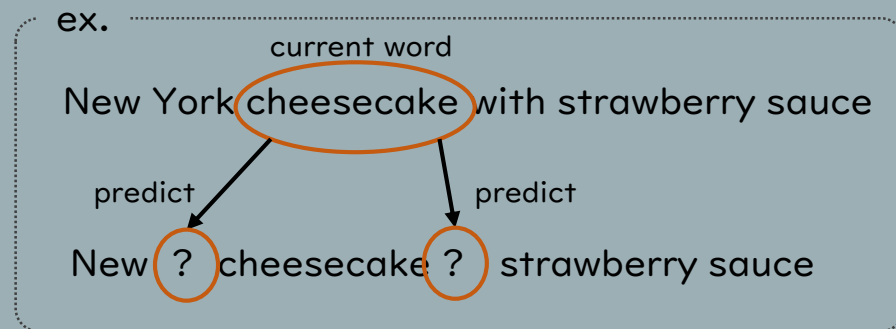 ex.
current word
New York cheesecake with strawberry sauce
predict predict
New ? cheesecake ? strawberry sauce